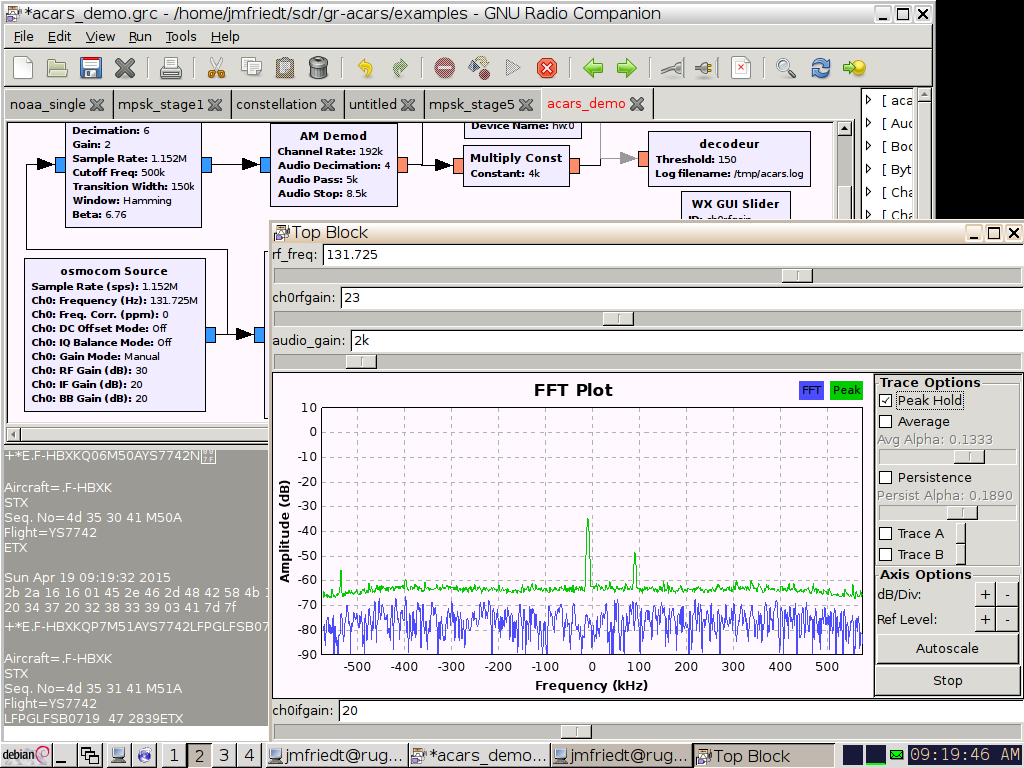 *acars_demo.grc - /home/jmfriedt/sdr/gr-acars/examples - GNU Radio Companion
File Edit View Run Tools Help
noaa_single mpsk_stage1 constellation untitled mpsk_stage5 acars_demo
Decimation: 6
Gain: 2
Sample Rate: 1.152M
Cutoff Freq: 500k
Transition Width: 150k
Window: Hamming
Beta: 6.76
AM Demod
Channel Rate: 192k
Audio Decimation: 4
Audio Pass: 5k
Audio Stop: 8.5k
Device Name: hw:0
Multiply Const
Constant: 4k
decodeur
Threshold: 150
Log filename: /tmp/acars.log
WX GUI Slider
ID: ch0rfgain
[ aca
[ Aud
[ Boo
[ Byt
[ Cha
[ Cha
osmocom Source
Sample Rate (sps): 1.152M
Ch0: Frequency (Hz): 131.725M
Ch0: Freq. Corr. (ppm): 0
Ch0: DC Offset Mode: Off
Ch0: IQ Balance Mode: Off
Ch0: Gain Mode: Manual
Ch0: RF Gain (dB): 30
Ch0: IF Gain (dB): 20
Ch0: BB Gain (dB): 20
+*E.F-HBXKQ06M50AYS7742N
Aircraft=.F-HBXK
STX
Seq. No=4d 35 30 41 M50A
Flight=YS7742
ETX
Sun Apr 19 09:19:32 2015
2b 2a 16 16 01 45 2e 46 2d 48 42 58 4b
20 34 37 20 32 38 33 39 03 41 7d 7f
+*E.F-HBXKQP7M51AYS7742LFPGLFSB07
Aircraft=.F-HBXK
STX
Seq. No=4d 35 31 41 M51A
Flight=YS7742
LFPGLFSB0719 47 2839ETX
Top Block
rf_freq: 131.725
ch0rfgain: 23
audio_gain: 2k
FFT Plot
FFT Peak
10
0
-10
-20
-30
-40
-50
-60
-70
-80
-90
Amplitude (dB)
-500 -400 -300 -200 -100 0 100 200 300 400 500
Frequency (kHz)
Trace Options
Peak Hold
Average
Avg Alpha: 0.1333
Persistence
Persist Alpha: 0.1890
Trace A
Trace B
Axis Options
dB/Div: + -
Ref Level: + -
Autoscale
Stop
ch0ifgain: 20
debian 1 2 3 4 jmfriedt@rug... *acars_demo... jmfriedt@rug... Top Block 09:19:46 AM